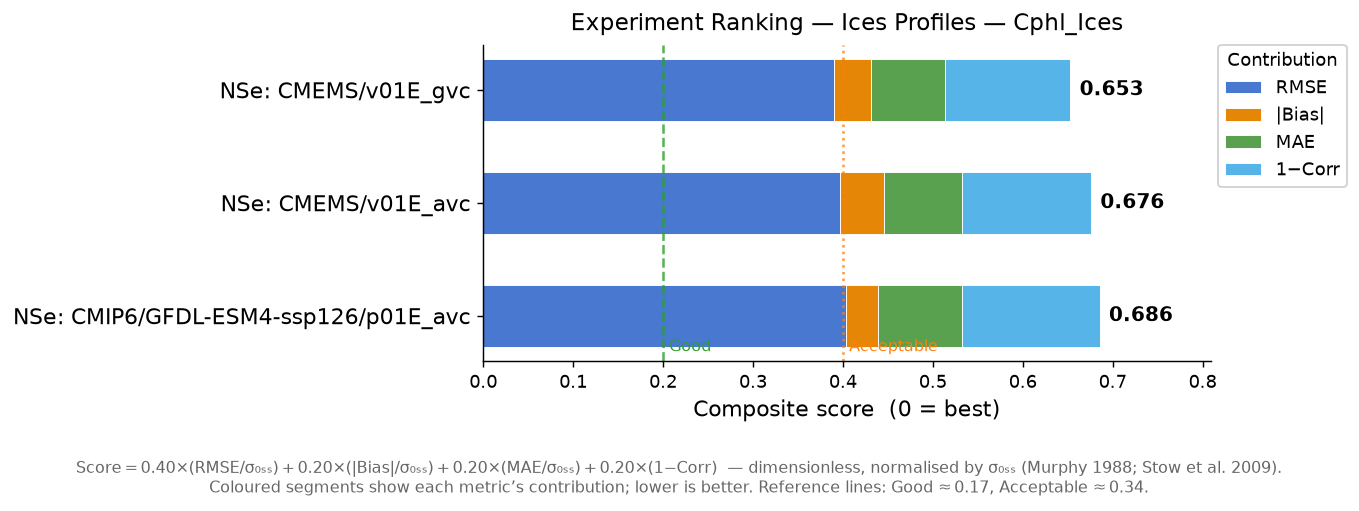 Experiment Ranking — Ices Profiles — Cphl_Ices
NSe: CMEMS/v01E_gvc
0.653
NSe: CMEMS/v01E_avc
0.676
NSe: CMIP6/GFDL-ESM4-ssp126/p01E_avc
0.686
Good
Acceptable
0.0 0.1 0.2 0.3 0.4 0.5 0.6 0.7 0.8
Composite score (0 = best)
Contribution
RMSE
|Bias|
MAE
1−Corr
Score = 0.40×(RMSE/σ₀ₛₛ) + 0.20×(|Bias|/σ₀ₛₛ) + 0.20×(MAE/σ₀ₛₛ) + 0.20×(1−Corr) — dimensionless, normalised by σ₀ₛₛ (Murphy 1988; Stow et al. 2009).
Coloured segments show each metric’s contribution; lower is better. Reference lines: Good ≈ 0.17, Acceptable ≈ 0.34.